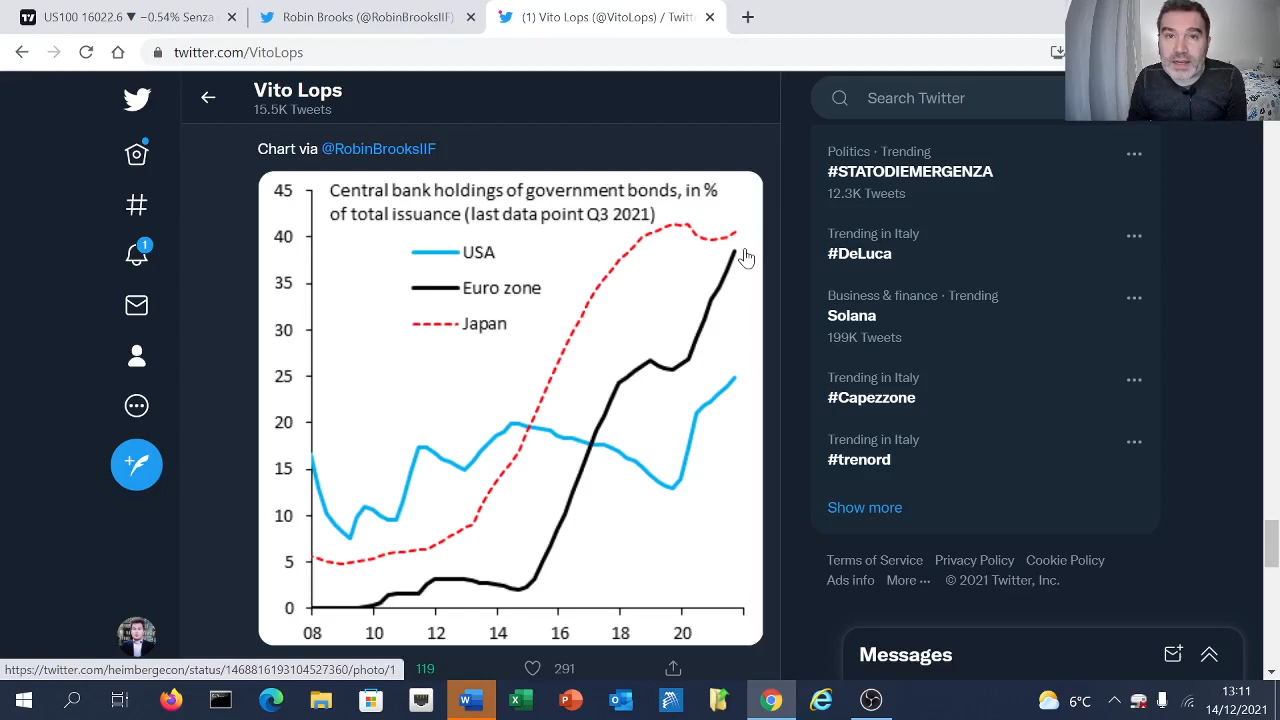 US100 16022.6 ▼ −0.54% Senza
Robin Brooks (@RobinBrooksIIF)
(1) Vito Lops (@VitoLops) / Twitt
twitter.com/VitoLops
Vito Lops
15.5K Tweets
Search Twitter
Chart via @RobinBrooksIIF
Central bank holdings of government bonds, in %
of total issuance (last data point Q3 2021)
USA
Euro zone
Japan
45
40
35
30
25
20
15
10
5
0
08 10 12 14 16 18 20
119
291
1
Politics · Trending
#STATODIEMERGENZA
12.3K Tweets
Trending in Italy
#DeLuca
Business & finance · Trending
Solana
199K Tweets
Trending in Italy
#Capezzone
Trending in Italy
#trenord
Show more
Terms of Service Privacy Policy Cookie Policy
Ads info More ··· © 2021 Twitter, Inc.
Messages
https://twitter.com/heimbergecon/status/1468816193104527360/photo/1
6°C
13:11
14/12/2021